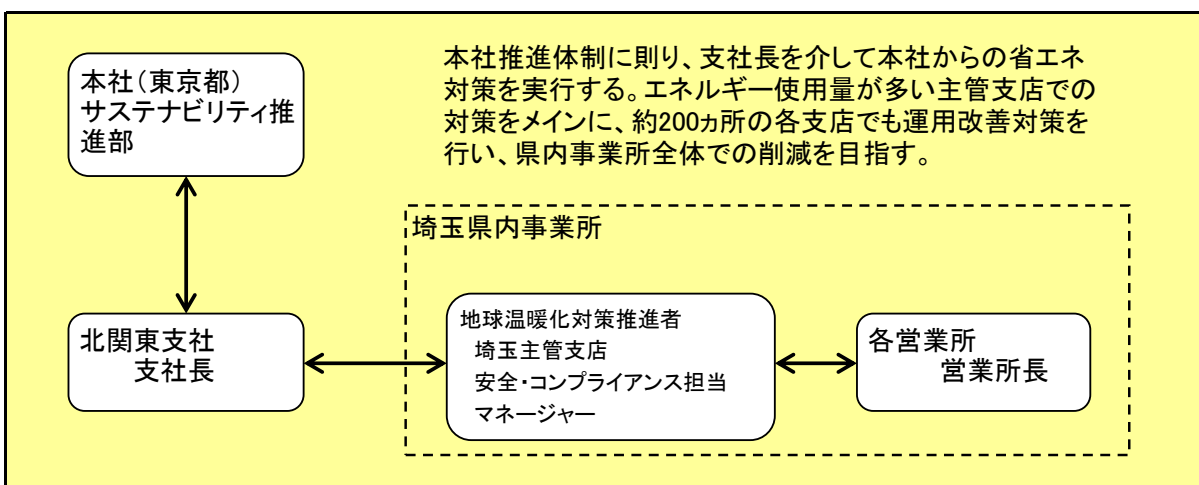 本社（東京都）
サステナビリティ推
進部
本社推進体制に則り、支社長を介して本社からの省エネ
対策を実行する。エネルギー使用量が多い主管支店での
対策をメインに、約200ヵ所の各支店でも運用改善対策を
行い、県内事業所全体での削減を目指す。
埼玉県内事業所
北関東支社
支社長
地球温暖化対策推進者
埼玉主管支店
安全・コンプライアンス担当
マネージャー
各営業所
営業所長